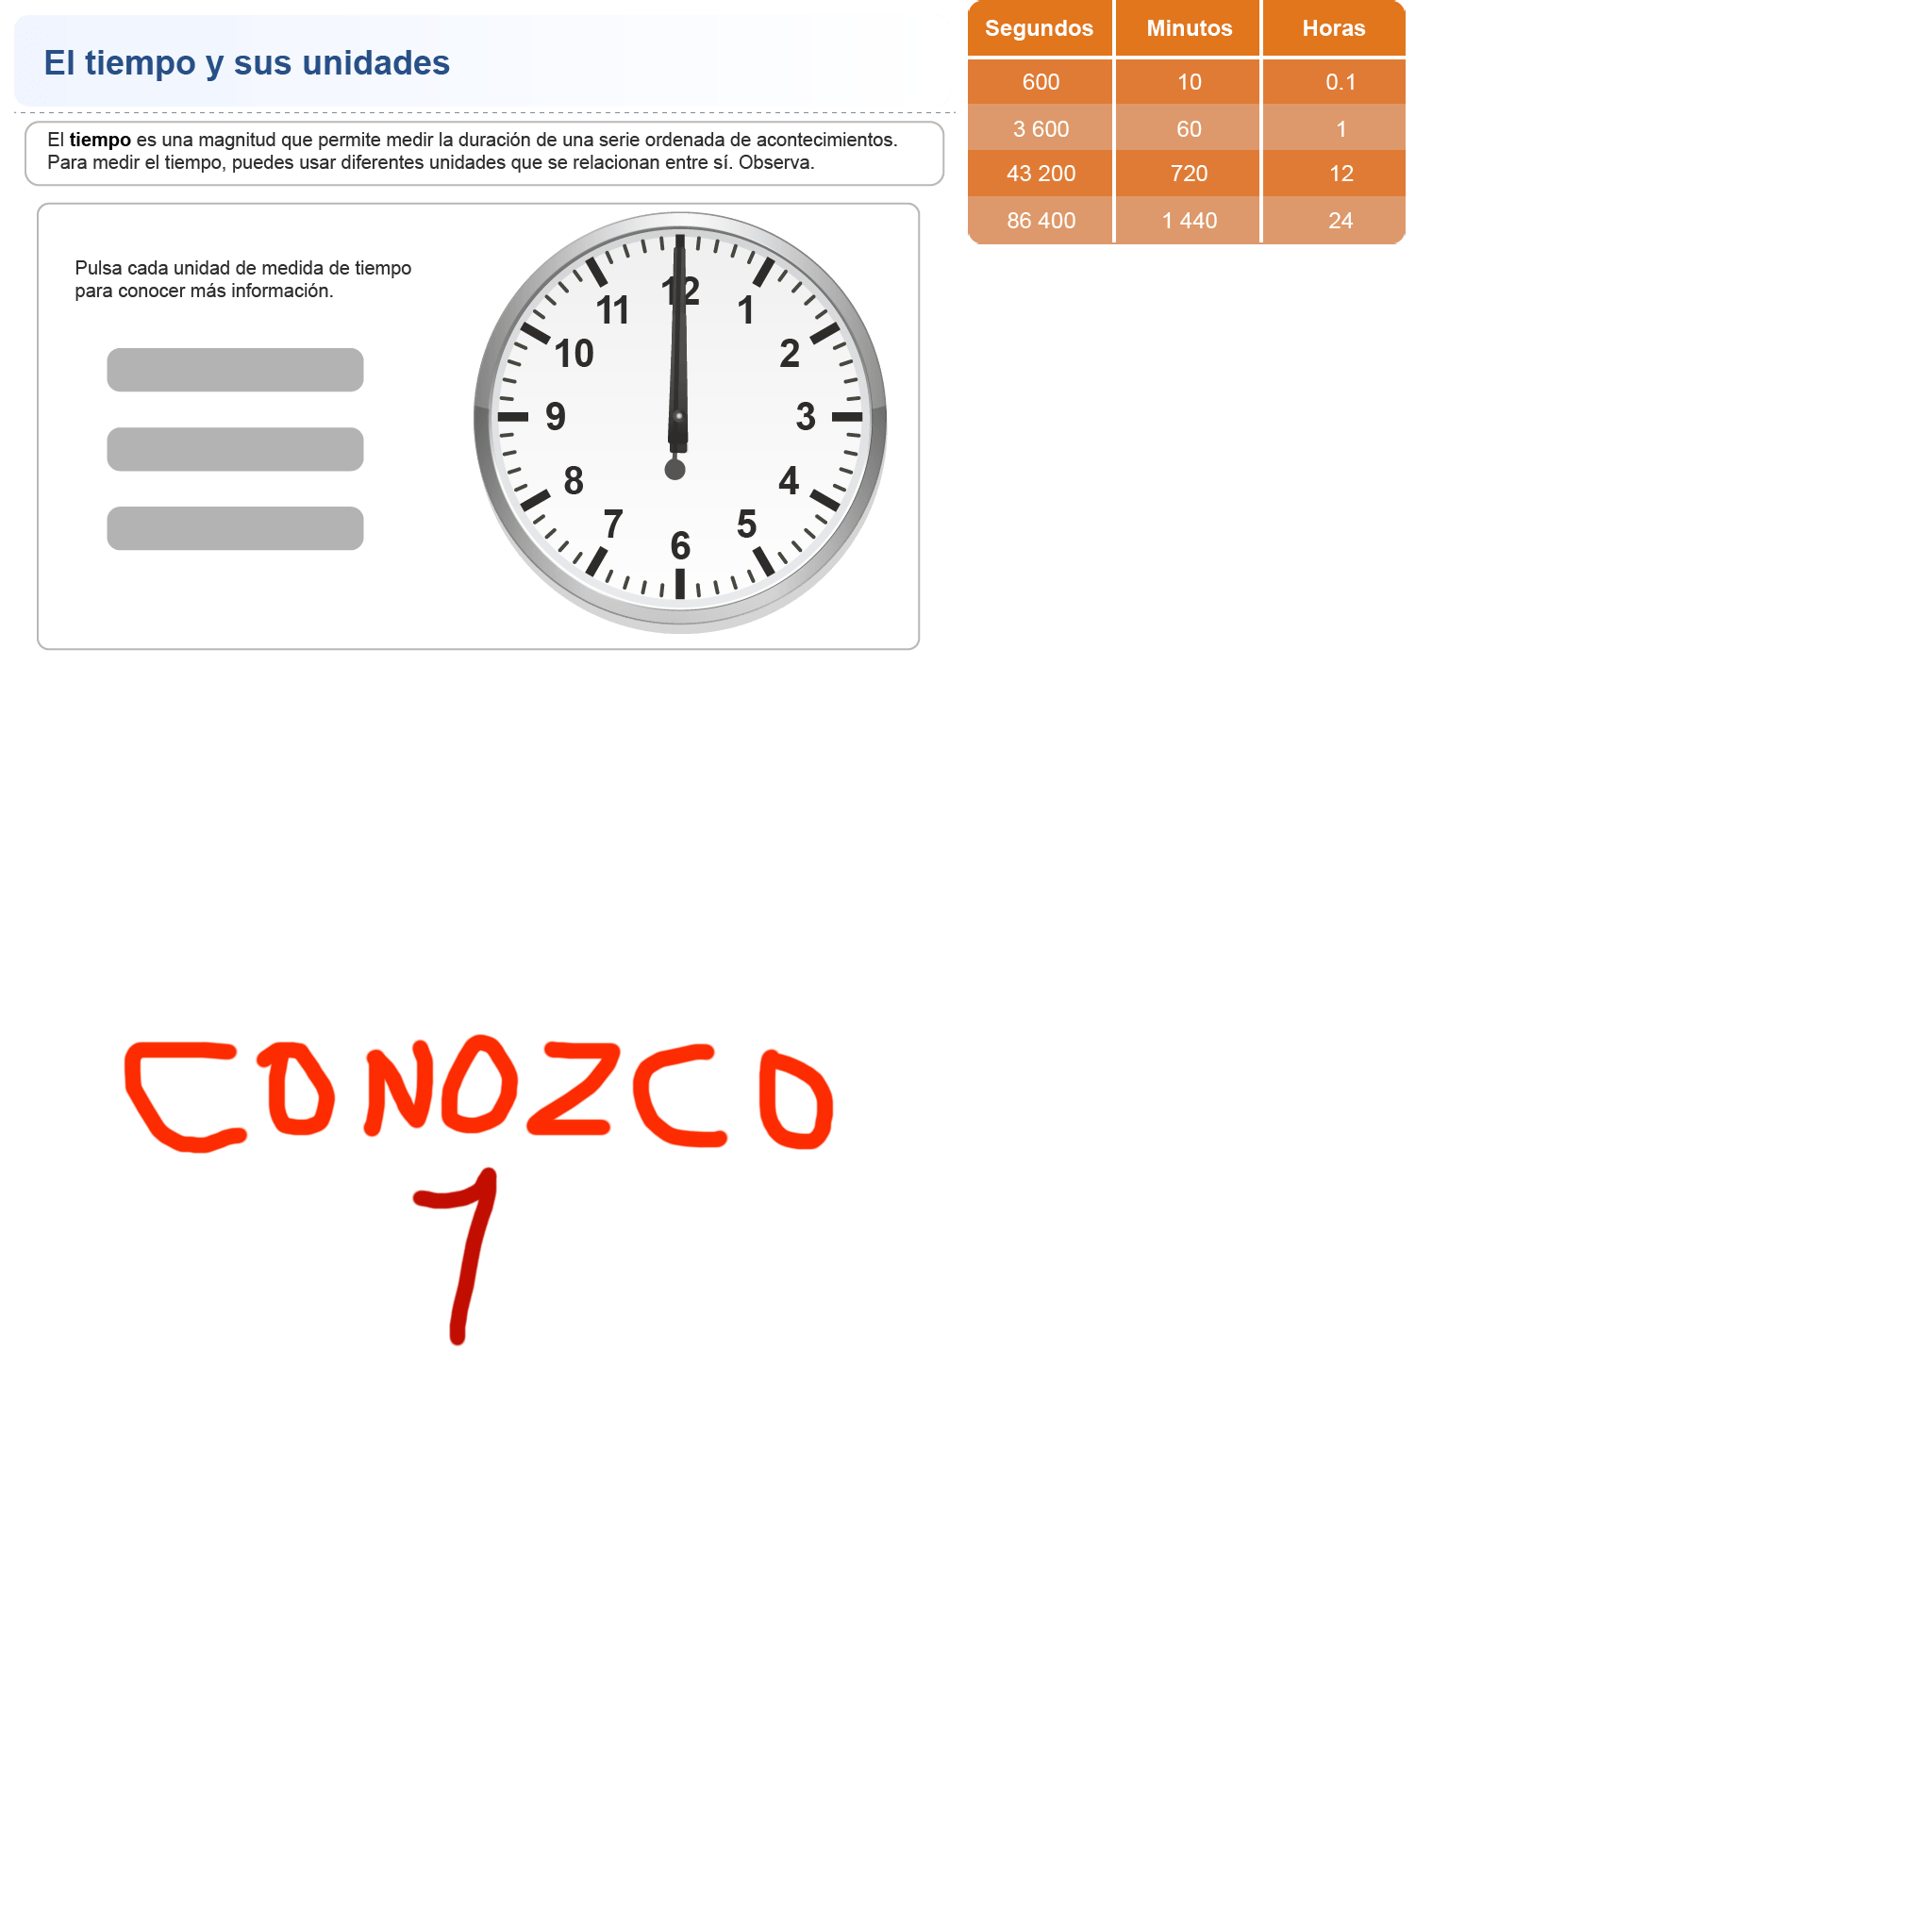 El tiempo y sus unidades
El tiempo es una magnitud que permite medir la duración de una serie ordenada de acontecimientos.
Para medir el tiempo, puedes usar diferentes unidades que se relacionan entre sí. Observa.
Pulsa cada unidad de medida de tiempo
para conocer más información.
12
1
2
3
4
5
6
7
8
9
10
11
Segundos Minutos Horas
600 10 0.1
3 600 60 1
43 200 720 12
86 400 1 440 24
CONOZCO
1